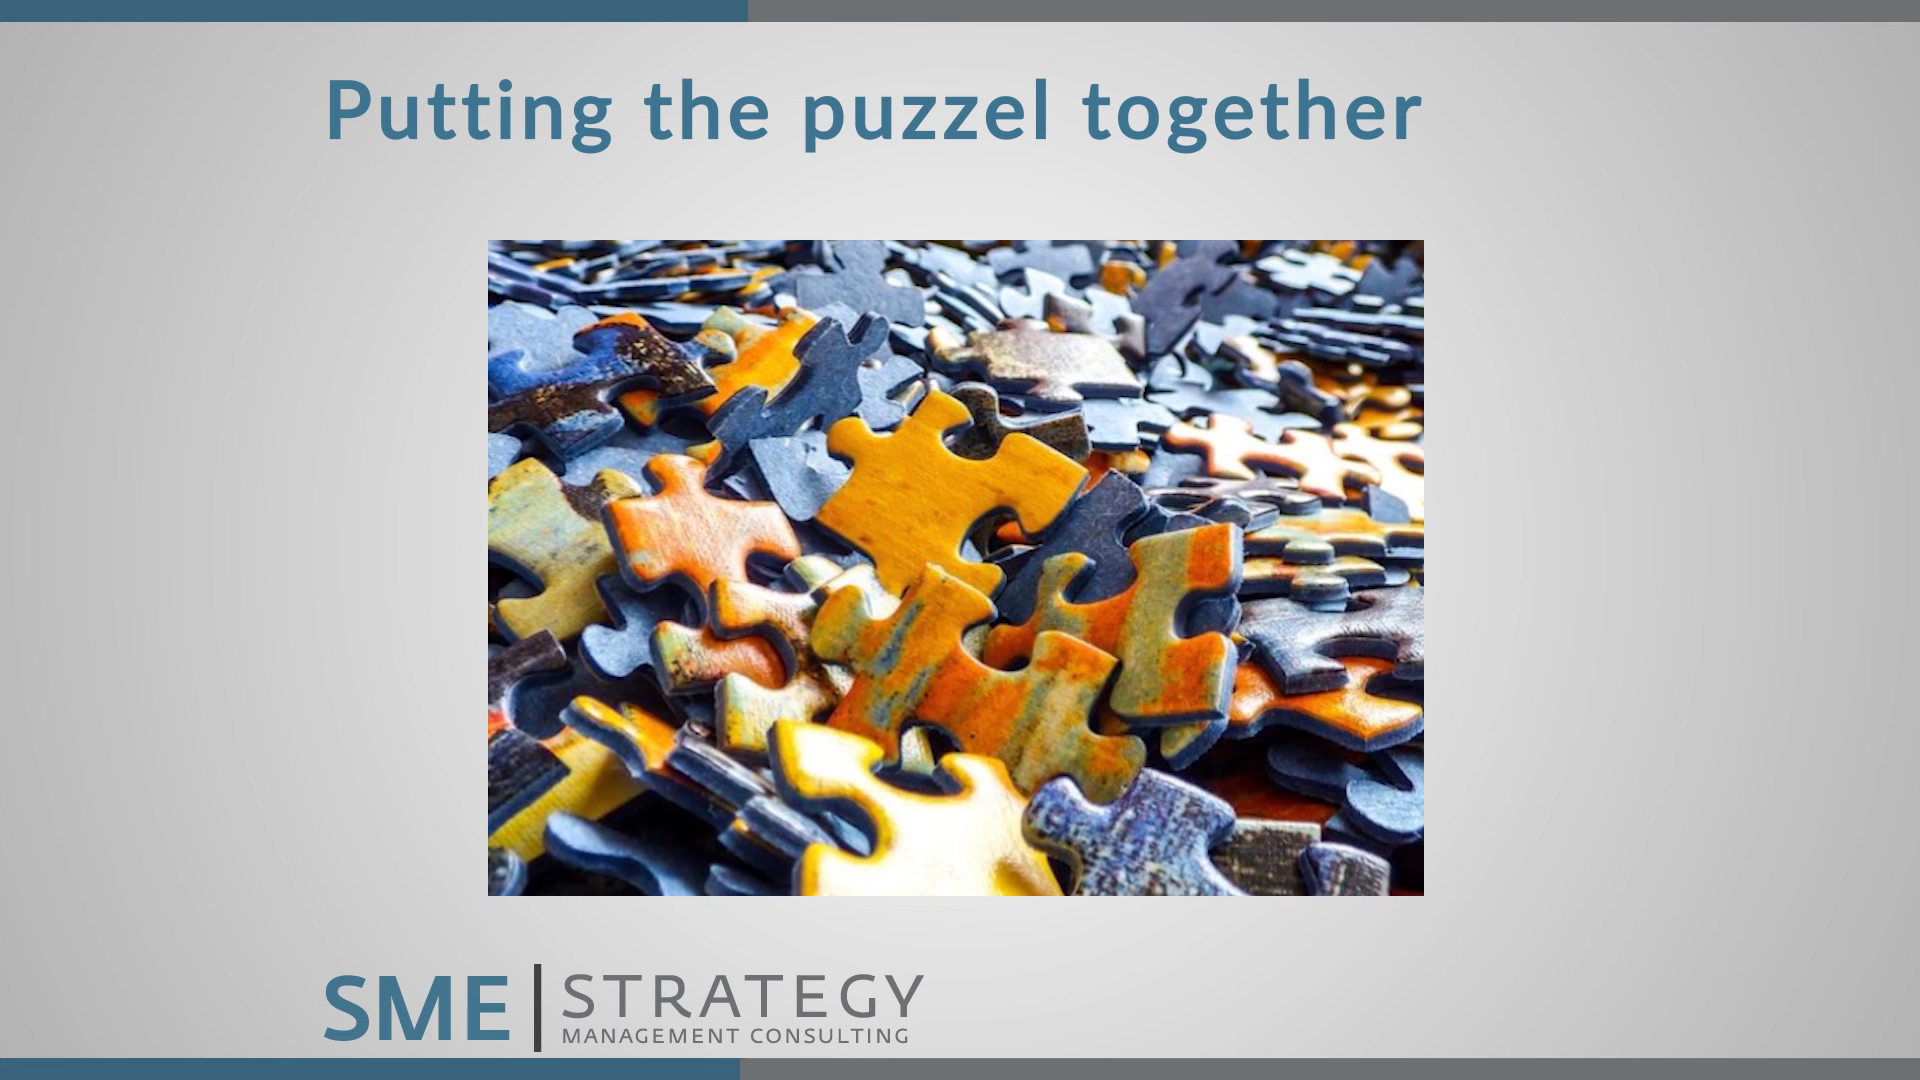 Putting the puzzel together
SME | STRATEGY
MANAGEMENT CONSULTING